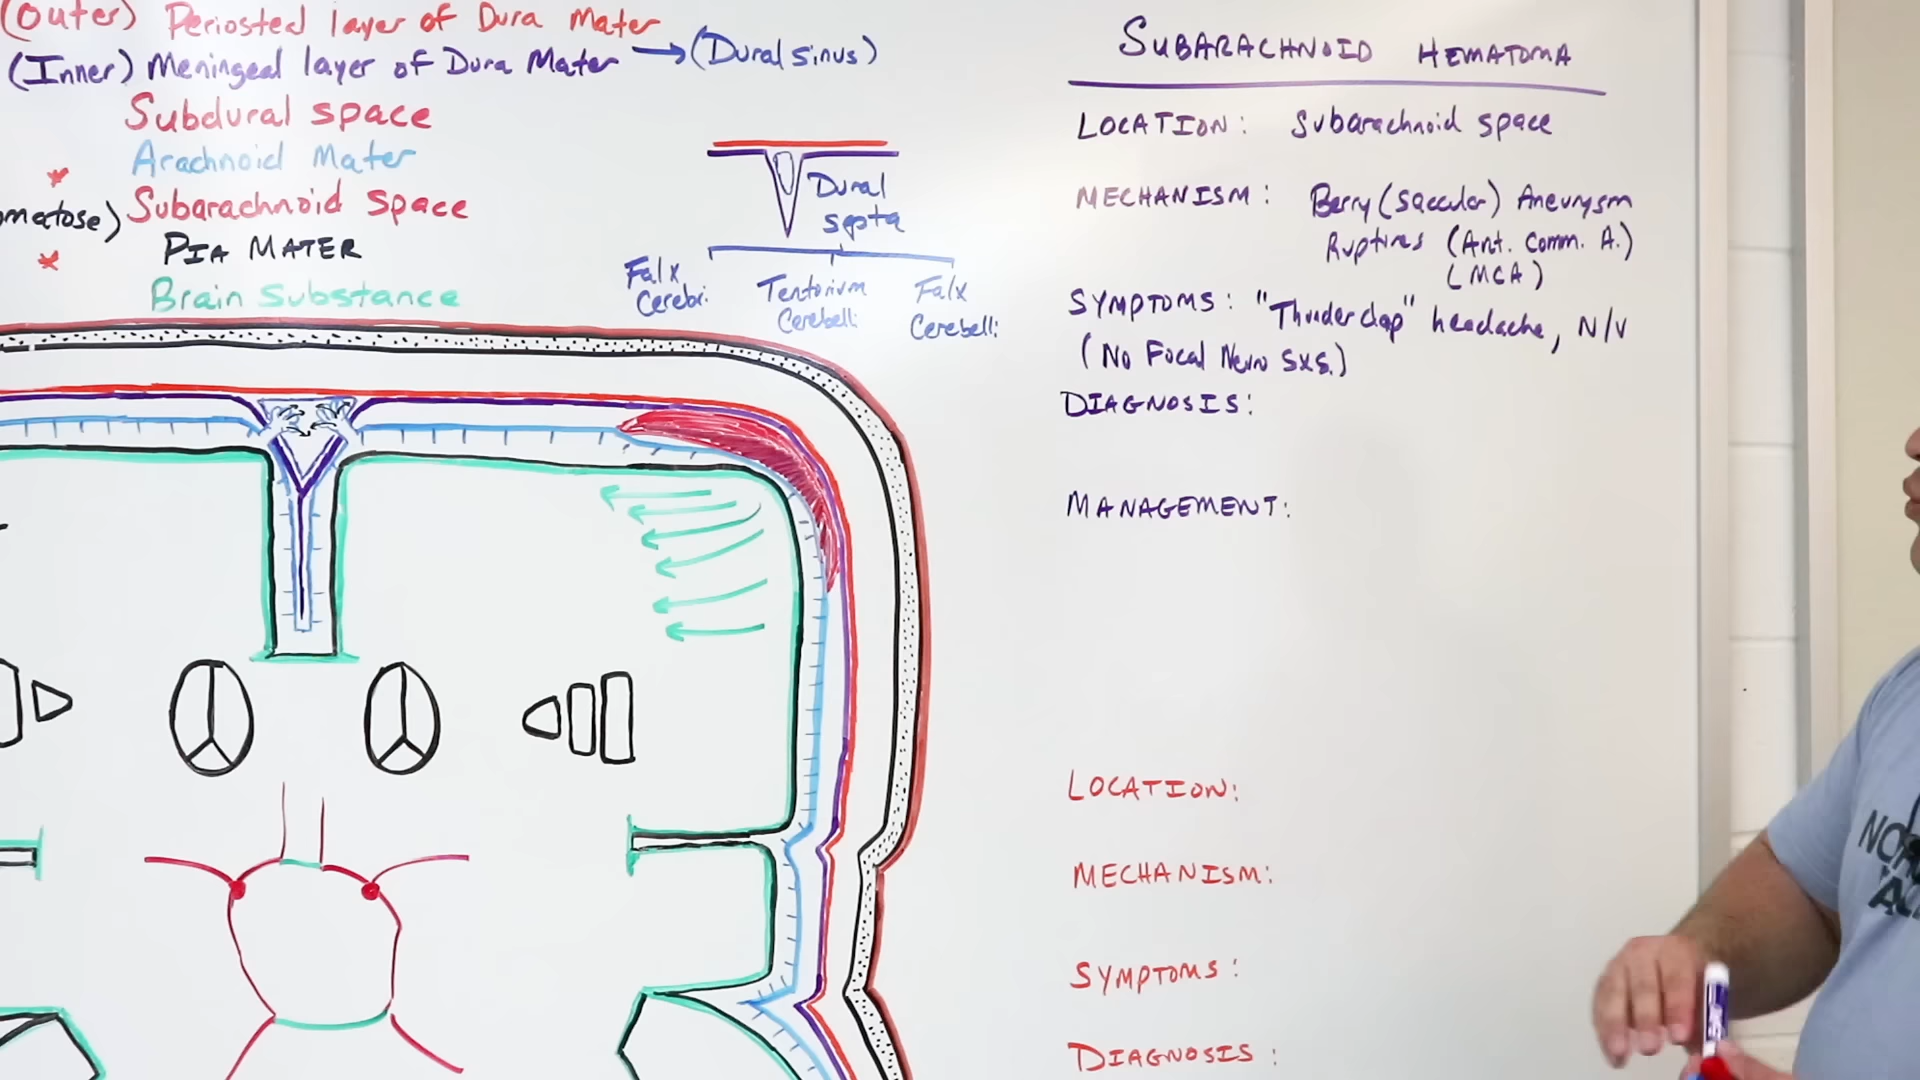 (Outer) Periosteal layer of Dura Mater
(Inner) Meningeal layer of Dura Mater → (Dural sinus)
Subdural space
Arachnoid Mater
Subarachnoid space
PIA MATER
Brain Substance
Dural
septa
Falx
Cerebri
Tentorium
Cerebelli
Falx
Cerebelli
SUBARACHNOID HEMATOMA
LOCATION: Subarachnoid space
MECHANISM: Berry (saccular) Aneurysm
Ruptures (Ant. Comm. A.)
(MCA)
SYMPTOMS: "Thunderclap" headache, N/V
(No Focal Neuro Sxs.)
DIAGNOSIS:
MANAGEMENT:
LOCATION:
MECHANISM:
SYMPTOMS:
DIAGNOSIS: